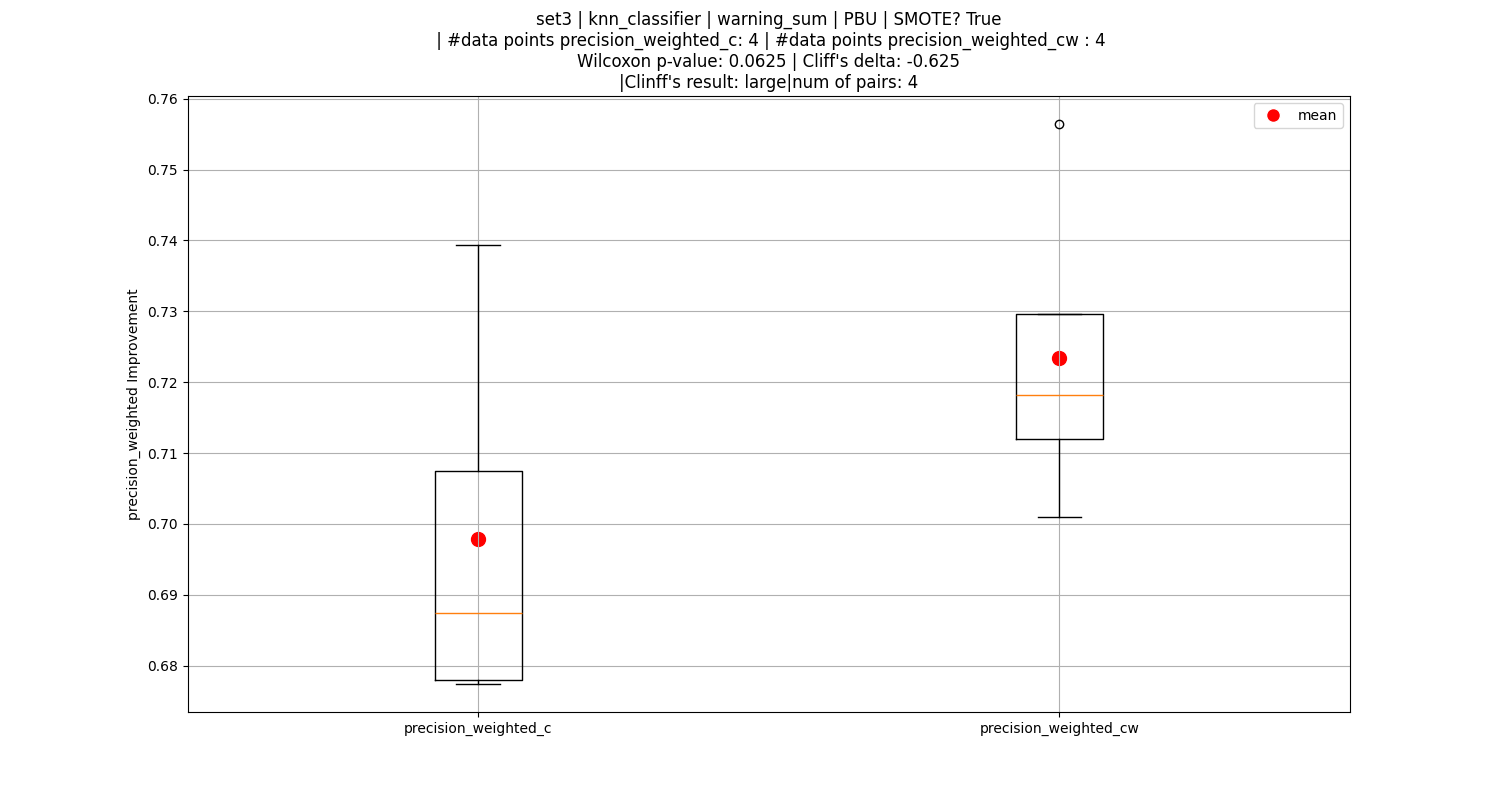 set3 | knn_classifier | warning_sum | PBU | SMOTE? True
| #data points precision_weighted_c: 4 | #data points precision_weighted_cw : 4
Wilcoxon p-value: 0.0625 | Cliff's delta: -0.625
|Clinff's result: large|num of pairs: 4
mean
0.76
0.75
0.74
0.73
0.72
0.71
0.70
0.69
0.68
precision_weighted Improvement
precision_weighted_c
precision_weighted_cw